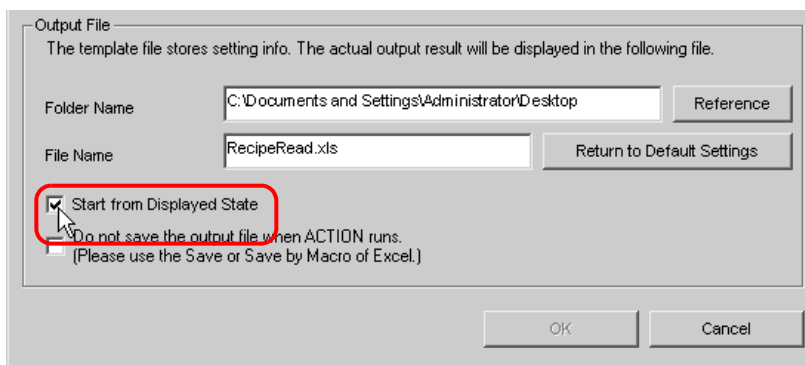 Output File
The template file stores setting info. The actual output result will be displayed in the following file.
Folder Name
C:\Documents and Settings\Administrator\Desktop
Reference
File Name
RecipeRead.xls
Return to Default Settings
Start from Displayed State
Do not save the output file when ACTION runs.
(Please use the Save or Save by Macro of Excel.)
OK
Cancel